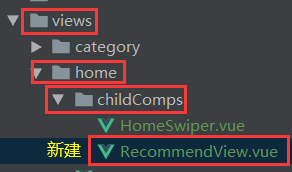 views
category
home
childComps
HomeSwiper.vue
新建 RecommendView.vue